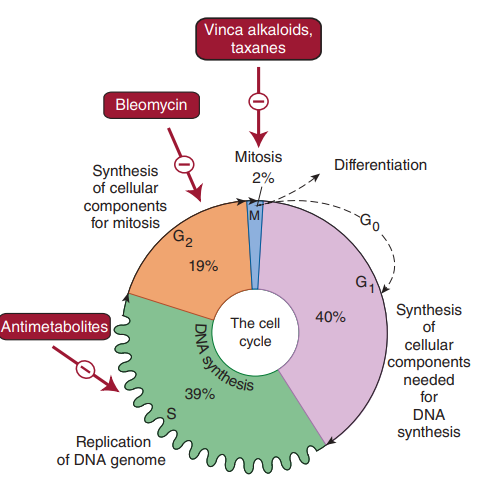 Vinca alkaloids,
taxanes
Bleomycin
Mitosis
2%
Differentiation
Synthesis
of cellular
components
for mitosis
M
G0
G2
19%
G1
40%
Synthesis
of
cellular
components
needed
for
DNA
synthesis
The cell
cycle
Antimetabolites
DNA synthesis
39%
S
Replication
of DNA genome